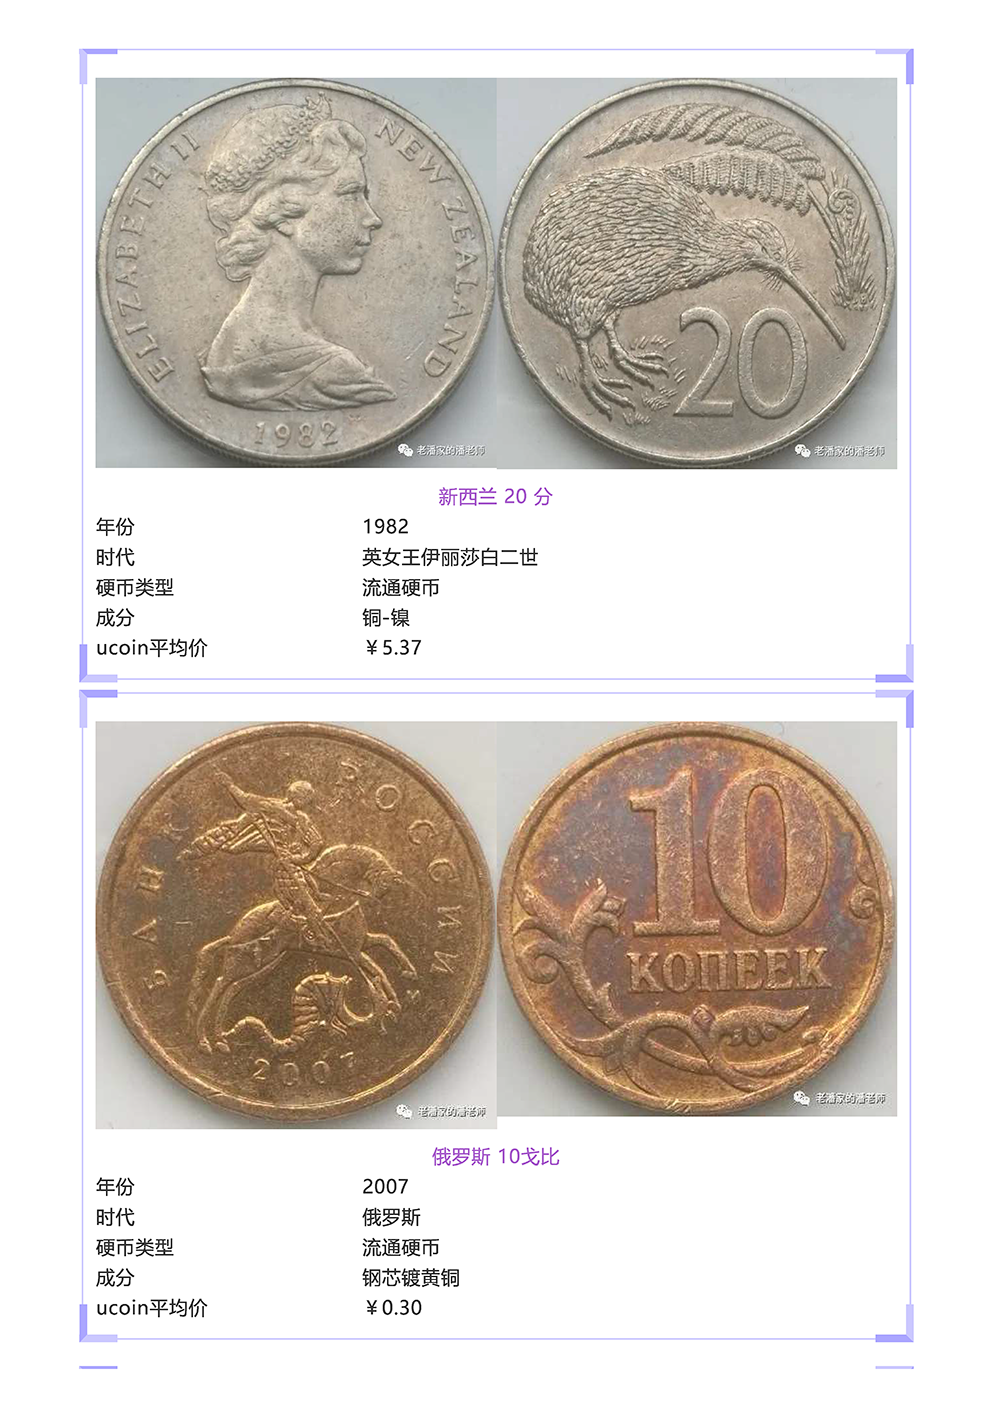 ELIZABETH II NEW ZEALAND
1982
20
老潘家的潘老师
老潘家的潘老师
新西兰 20 分
年份 1982
时代 英女王伊丽莎白二世
硬币类型 流通硬币
成分 铜-镍
ucoin平均价 ￥5.37
БАНК РОССИИ
2007
10
КОПЕЕК
老潘家的潘老师
老潘家的潘老师
俄罗斯 10戈比
年份 2007
时代 俄罗斯
硬币类型 流通硬币
成分 钢芯镀黄铜
ucoin平均价 ￥0.30